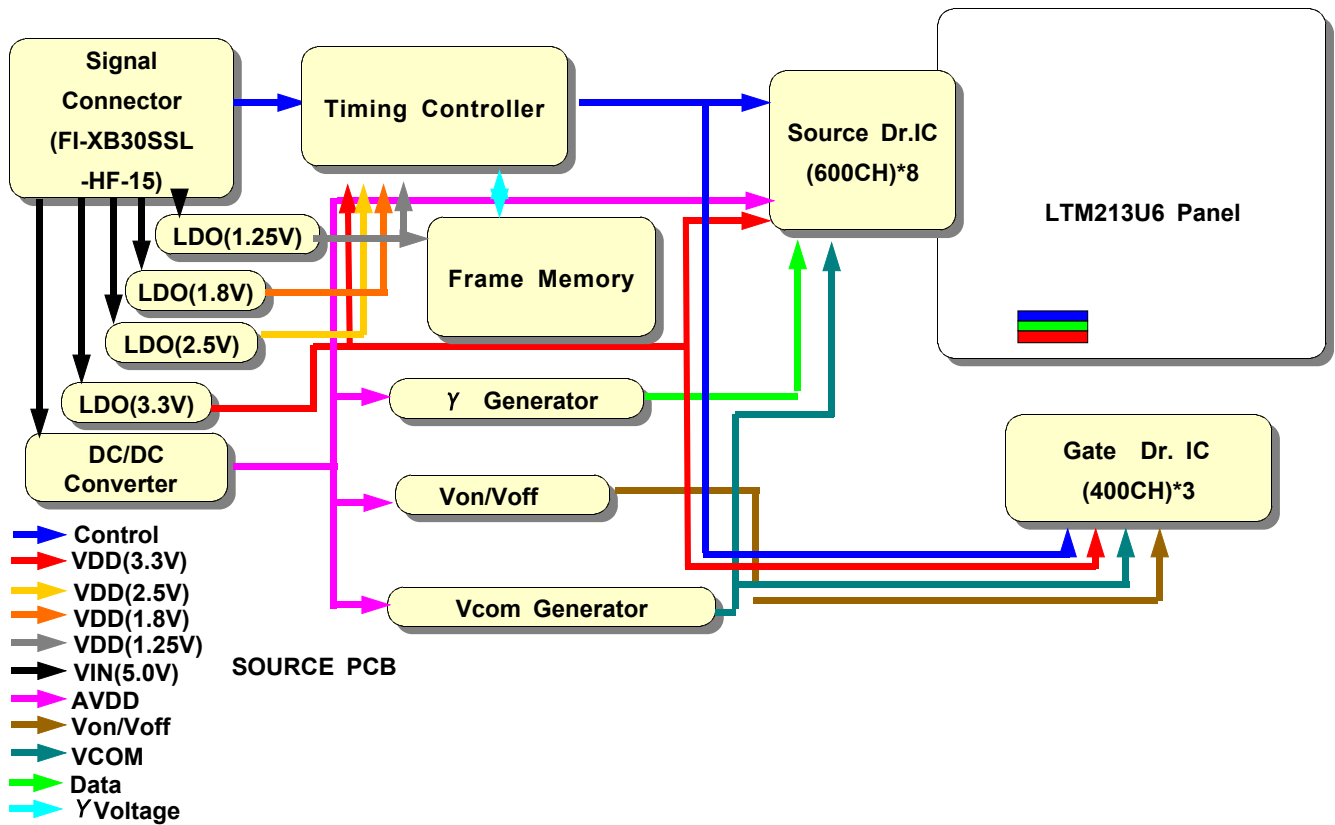 Signal
Connector
(FI-XB30SSL
-HF-15)
Timing Controller
Source Dr.IC
(600CH)*8
LTM213U6 Panel
LDO(1.25V)
LDO(1.8V)
LDO(2.5V)
LDO(3.3V)
Frame Memory
γ Generator
DC/DC
Converter
Von/Voff
Vcom Generator
Gate Dr. IC
(400CH)*3
Control
VDD(3.3V)
VDD(2.5V)
VDD(1.8V)
VDD(1.25V)
VIN(5.0V)
AVDD
Von/Voff
VCOM
Data
γ Voltage
SOURCE PCB